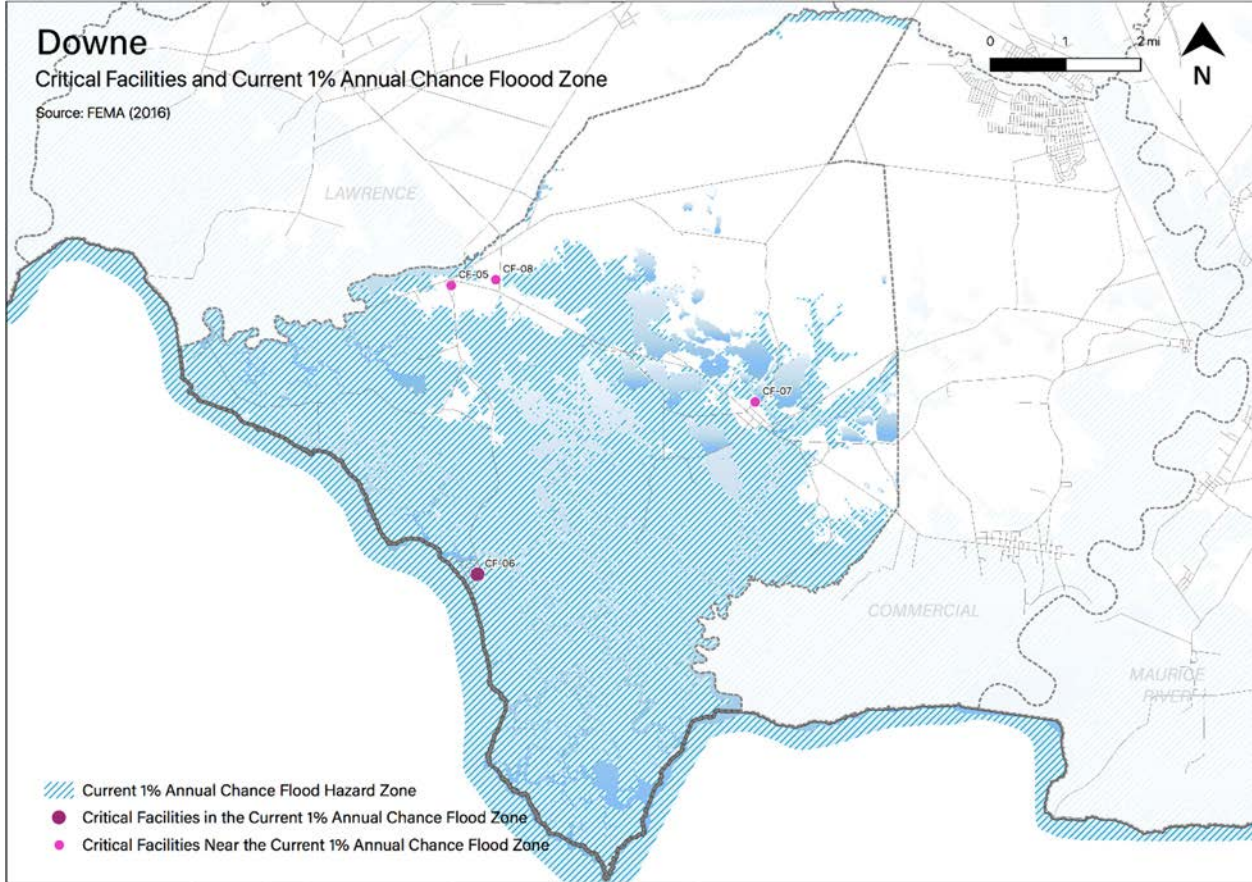 Downe
Critical Facilities and Current 1% Annual Chance Floood Zone
Source: FEMA (2016)
0 1 2 mi
N
LAWRENCE
CF-05
CF-08
CF-07
CF-06
COMMERCIAL
MAURICE
RIVER
Current 1% Annual Chance Flood Hazard Zone
Critical Facilities in the Current 1% Annual Chance Flood Zone
Critical Facilities Near the Current 1% Annual Chance Flood Zone